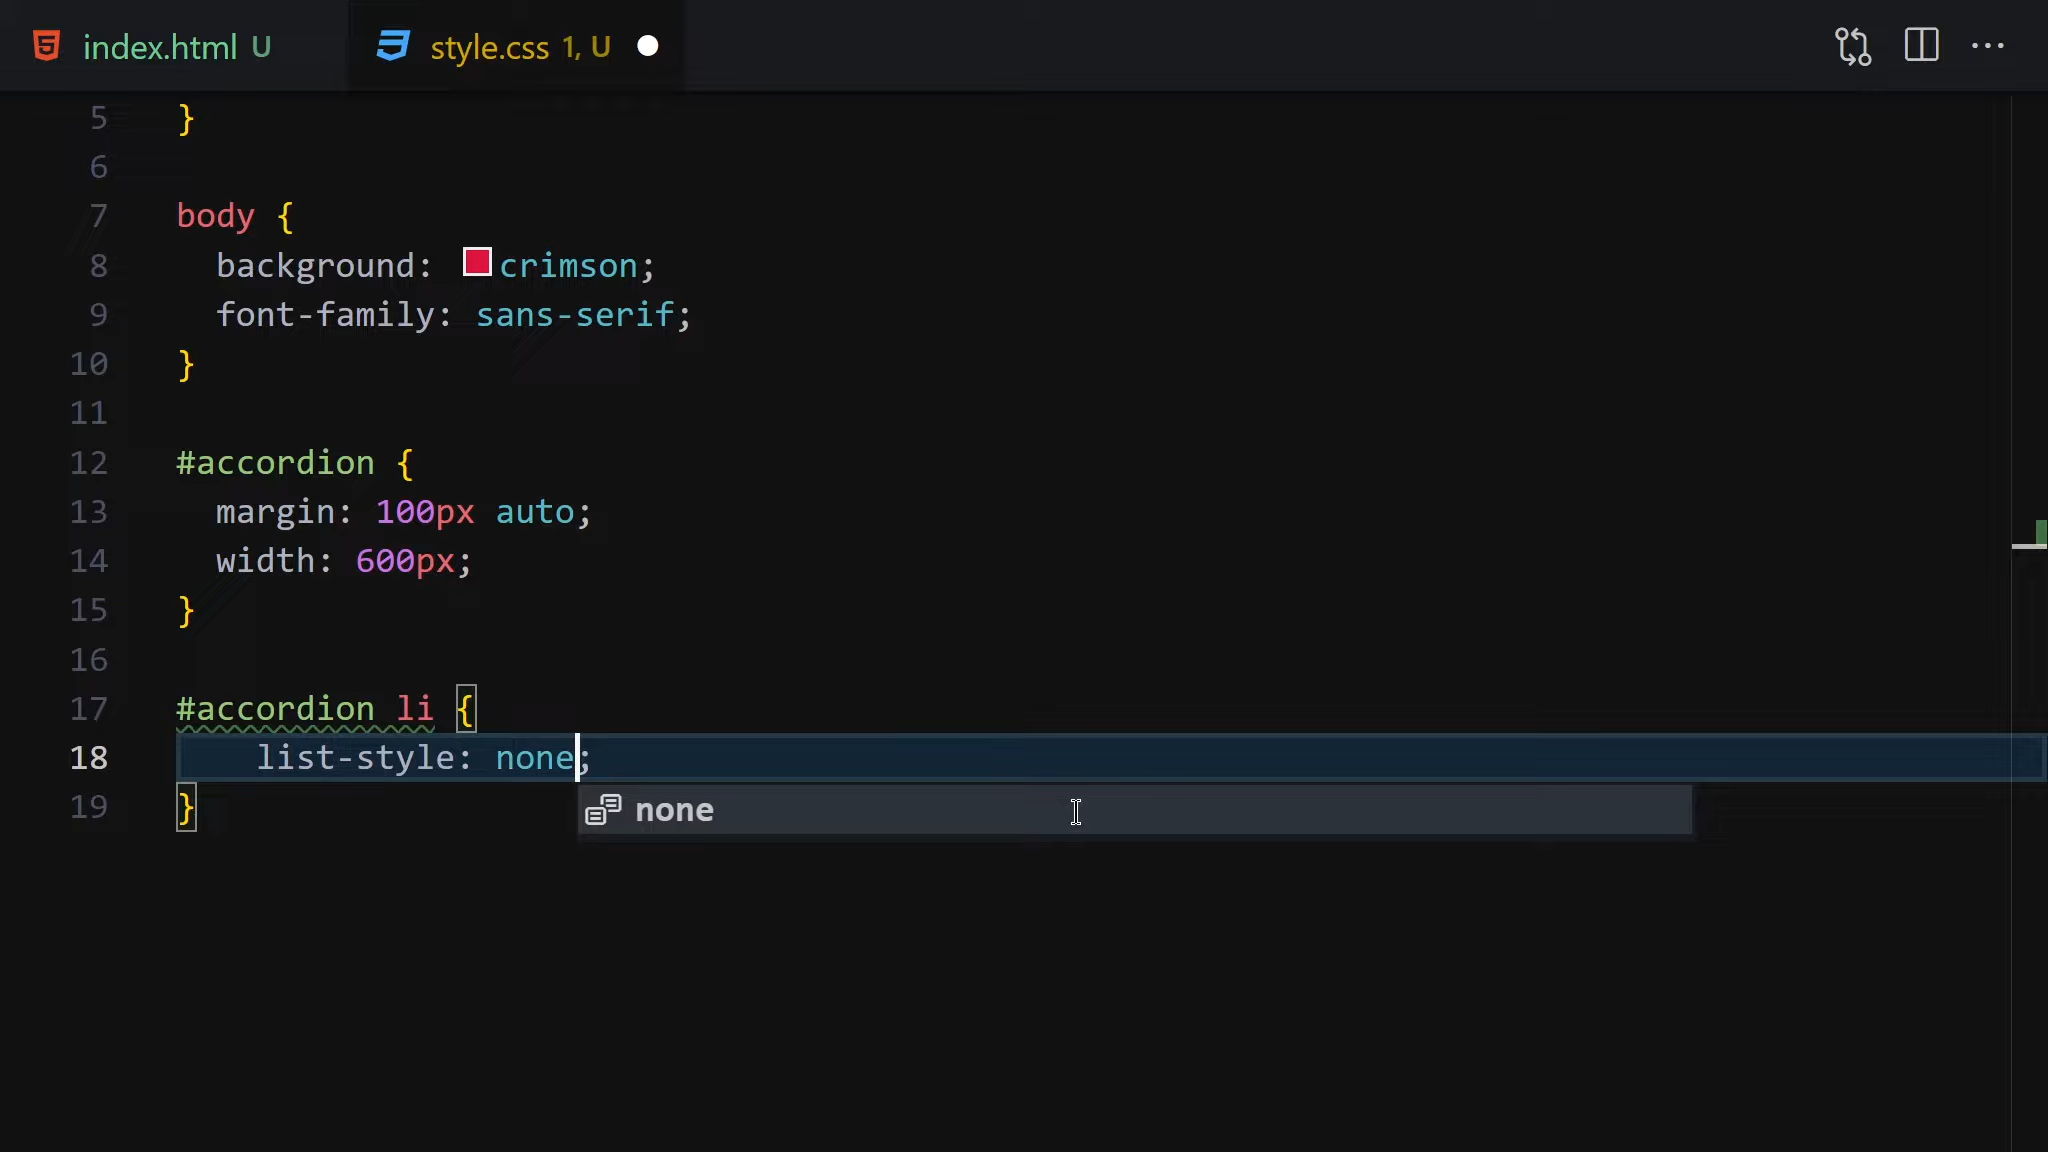 index.html U style.css 1, U
5 }
6
7 body {
8 background: crimson;
9 font-family: sans-serif;
10 }
11
12 #accordion {
13 margin: 100px auto;
14 width: 600px;
15 }
16
17 #accordion li {
18 list-style: none;
19 }
none